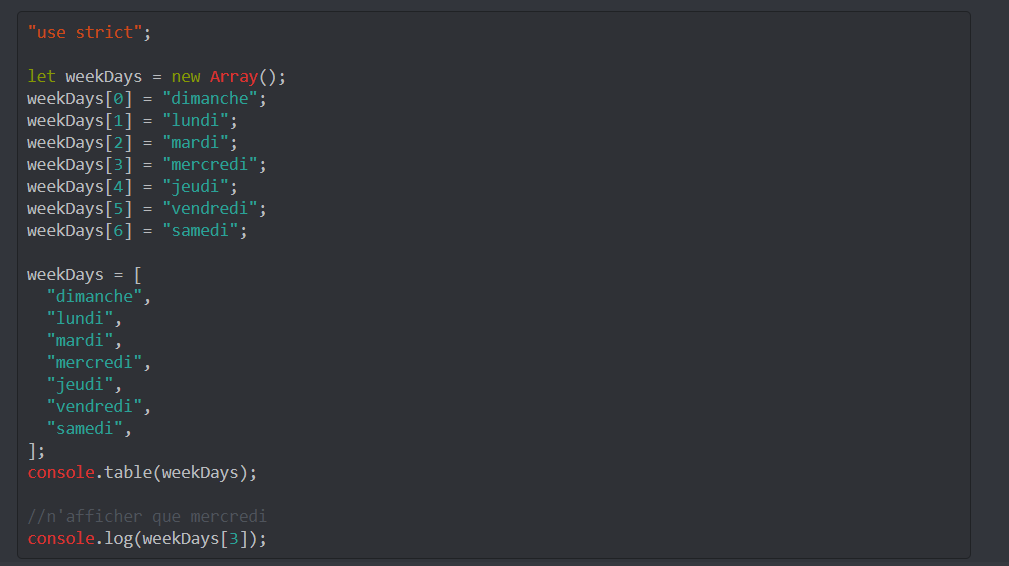 "use strict";
let weekDays = new Array();
weekDays[0] = "dimanche";
weekDays[1] = "lundi";
weekDays[2] = "mardi";
weekDays[3] = "mercredi";
weekDays[4] = "jeudi";
weekDays[5] = "vendredi";
weekDays[6] = "samedi";
weekDays = [
"dimanche",
"lundi",
"mardi",
"mercredi",
"jeudi",
"vendredi",
"samedi",
];
console.table(weekDays);
//n'afficher que mercredi
console.log(weekDays[3]);